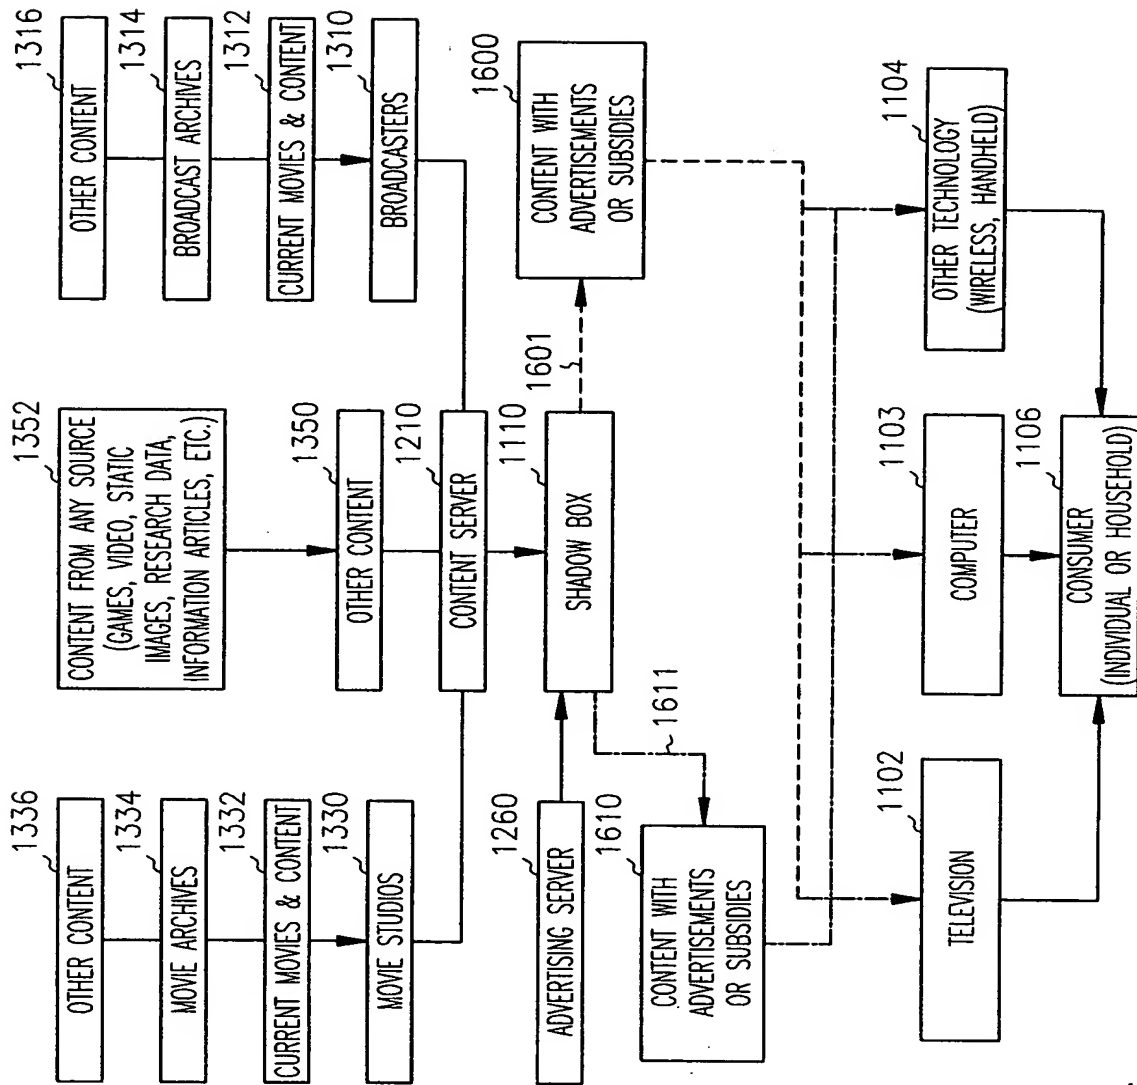 1336
OTHER CONTENT
1334
MOVIE ARCHIVES
1332
CURRENT MOVIES & CONTENT
1330
MOVIE STUDIOS
1352
CONTENT FROM ANY SOURCE
(GAMES, VIDEO, STATIC
IMAGES, RESEARCH DATA,
INFORMATION ARTICLES, ETC.)
1350
OTHER CONTENT
1210
CONTENT SERVER
1316
OTHER CONTENT
1314
BROADCAST ARCHIVES
1312
CURRENT MOVIES & CONTENT
1310
BROADCASTERS
1260
ADVERTISING SERVER
1110
SHADOW BOX
1601
1600
CONTENT WITH
ADVERTISEMENTS
OR SUBSIDIES
1611
1610
CONTENT WITH
ADVERTISEMENTS
OR SUBSIDIES
1102
TELEVISION
1103
COMPUTER
1104
OTHER TECHNOLOGY
(WIRELESS, HANDHELD)
1106
CONSUMER
(INDIVIDUAL OR HOUSEHOLD)